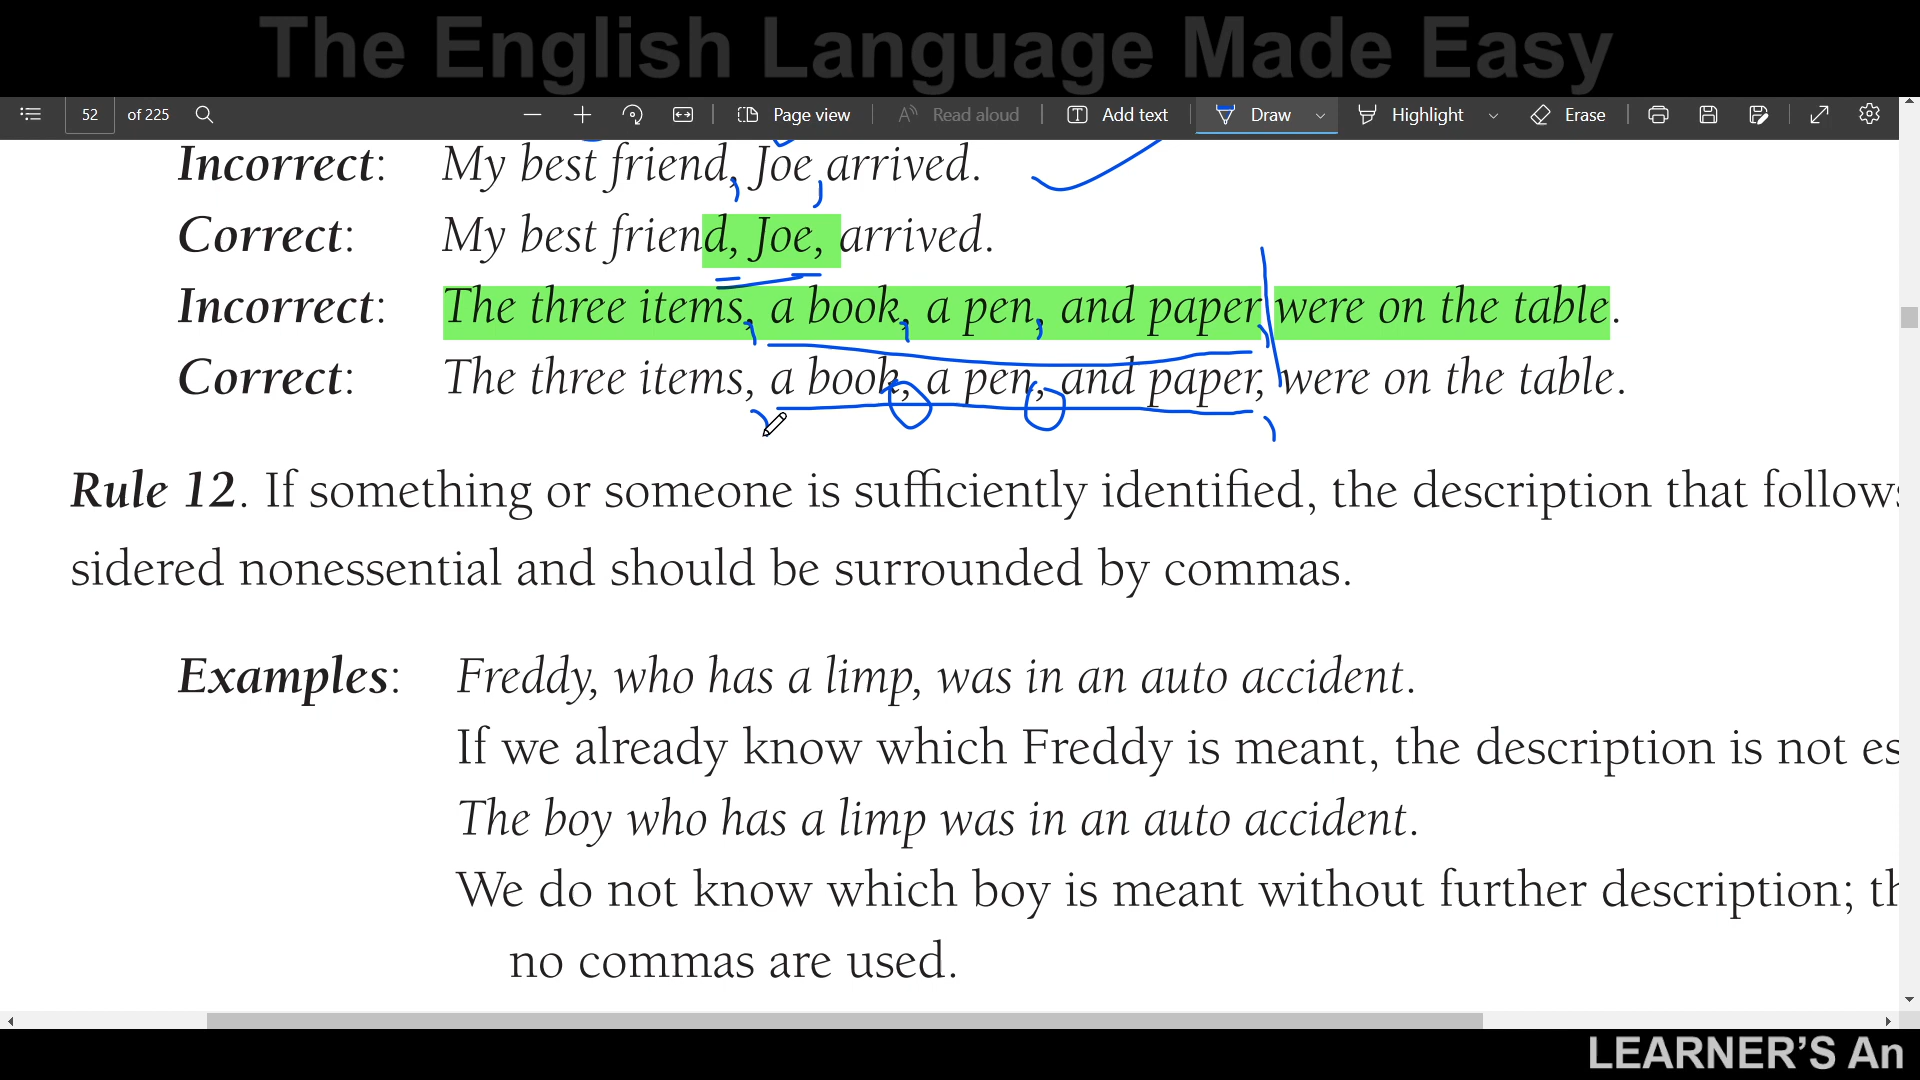 The English Language Made Easy
52 of 225 Page view Read aloud Add text Draw Highlight Erase
Incorrect: My best friend, Joe arrived.
Correct: My best friend, Joe, arrived.
Incorrect: The three items, a book, a pen, and paper were on the table.
Correct: The three items, a book, a pen, and paper, were on the table.
Rule 12. If something or someone is sufficiently identified, the description that follows
sidered nonessential and should be surrounded by commas.
Examples: Freddy, who has a limp, was in an auto accident.
If we already know which Freddy is meant, the description is not es
The boy who has a limp was in an auto accident.
We do not know which boy is meant without further description; th
no commas are used.
LEARNER'S An